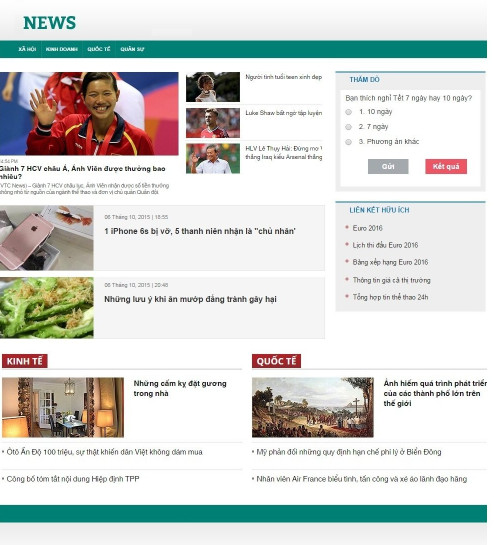 NEWS
XÃ HỘI KINH DOANH QUỐC TẾ QUÂN SỰ
Giành 7 HCV châu Á, Ánh Viên được thưởng bao
nhiêu?
(VTC News) – Giành 7 HCV châu lục, Ánh Viên nhận được số tiền thưởng
không nhỏ từ nguồn của ngành thể thao và đơn vị chủ quản Quân đội
Người tình tuổi teen xinh đẹp
Luke Shaw bất ngờ tập luyện
HLV Lê Thụy Hải: Đừng mơ
thắng Iraq kiểu Arsenal thắng
THĂM DÒ
Bạn thích nghỉ Tết 7 ngày hay 10 ngày?
1. 10 ngày
2. 7 ngày
3. Phương án khác
Gửi Kết quả
06 Tháng 10, 2015 | 18:55
1 iPhone 6s bị vỡ, 5 thanh niên nhận là "chủ nhân'
06 Tháng 10, 2015 | 20:48
Những lưu ý khi ăn mướp đắng tránh gây hại
LIÊN KẾT HỮU ÍCH
Euro 2016
Lịch thi đấu Euro 2016
Bảng xếp hạng Euro 2016
Thông tin giá cả thị trường
Tổng hợp tin thể thao 24h
KINH TẾ
Những cấm kỵ đặt gương
trong nhà
Ôtô Ấn Độ 100 triệu, sự thật khiến dân Việt không dám mua
Công bố tóm tắt nội dung Hiệp định TPP
QUỐC TẾ
Ảnh hiếm quá trình phát triển
của các thành phố lớn trên
thế giới
Mỹ phản đối những quy định hạn chế phi lý ở Biển Đông
Nhân viên Air France biểu tình, tấn công và xé áo lãnh đạo hãng